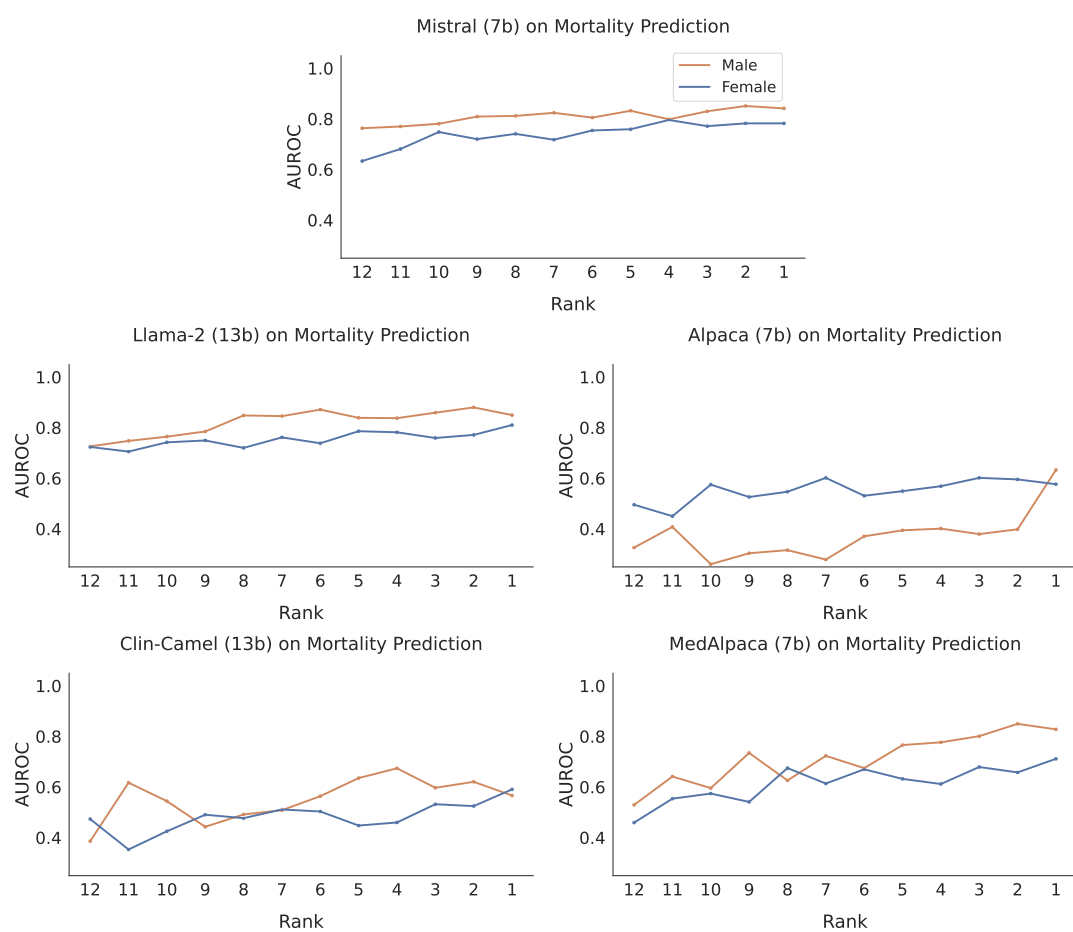 Mistral (7b) on Mortality Prediction
Male
Female
1.0
0.8
0.6
0.4
AUROC
12 11 10 9 8 7 6 5 4 3 2 1
Rank
Llama-2 (13b) on Mortality Prediction
1.0
0.8
0.6
0.4
AUROC
12 11 10 9 8 7 6 5 4 3 2 1
Rank
Alpaca (7b) on Mortality Prediction
1.0
0.8
0.6
0.4
AUROC
12 11 10 9 8 7 6 5 4 3 2 1
Rank
Clin-Camel (13b) on Mortality Prediction
1.0
0.8
0.6
0.4
AUROC
12 11 10 9 8 7 6 5 4 3 2 1
Rank
MedAlpaca (7b) on Mortality Prediction
1.0
0.8
0.6
0.4
AUROC
12 11 10 9 8 7 6 5 4 3 2 1
Rank